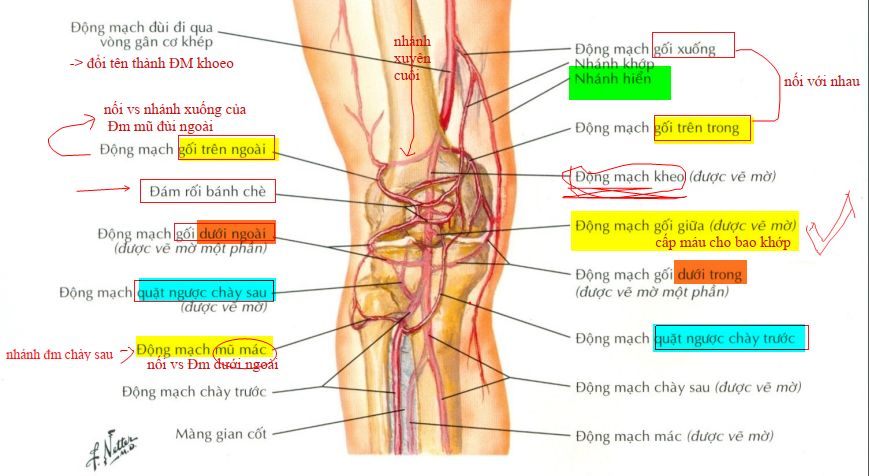 Động mạch đùi đi qua
vòng gân cơ khép
-> đổi tên thành ĐM khoeo
nối vs nhánh xuống của
Đm mũ đùi ngoài
Động mạch gối trên ngoài
Đám rối bánh chè
Động mạch gối dưới ngoài
(được vẽ mờ một phần)
Động mạch quặt ngược chày sau
(được vẽ mờ)
nhánh đm chày sau
Động mạch mũ mác
nối vs Đm dưới ngoài
Động mạch chày trước
Màng gian cốt
F. Netter
M.D.
nhánh
xuyên
cuối
Động mạch gối xuống
Nhánh khớp
Nhánh hiển
nối với nhau
Động mạch gối trên trong
Động mạch kheo (được vẽ mờ)
Động mạch gối giữa (được vẽ mờ)
cấp máu cho bao khớp
Động mạch gối dưới trong
(được vẽ mờ một phần)
Động mạch quặt ngược chày trước
Động mạch chày sau (được vẽ mờ)
Động mạch mác (được vẽ mờ)